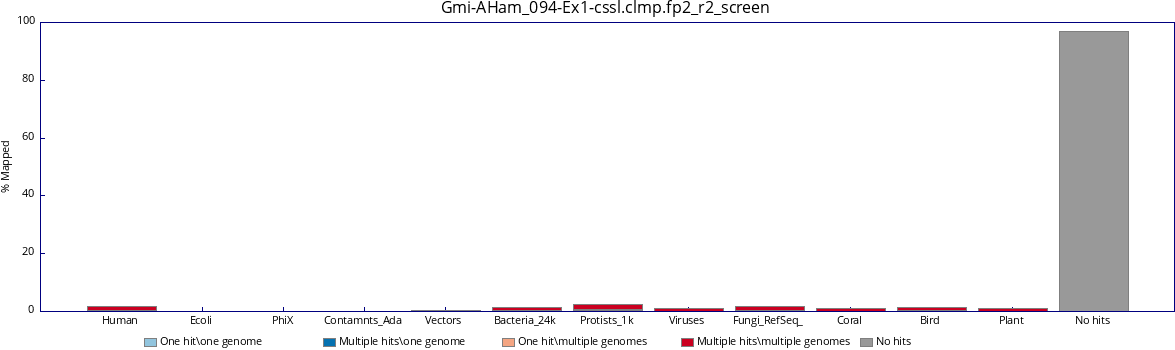 Gmi-AHam_094-Ex1-cssl.clmp.fp2_r2_screen
100
80
60
40
20
0
% Mapped
Human Ecoli PhiX Contamnts_Ada Vectors Bacteria_24k Protists_1k Viruses Fungi_RefSeq_ Coral Bird Plant No hits
One hit\one genome Multiple hits\one genome One hit\multiple genomes Multiple hits\multiple genomes No hits